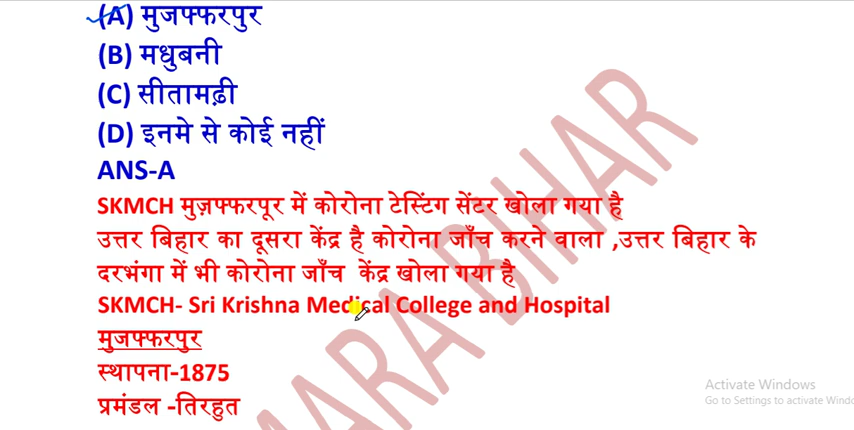 (A) मुजफ्फरपुर
(B) मधुबनी
(C) सीतामढ़ी
(D) इनमे से कोई नहीं
ANS-A
SKMCH मुज़फ्फरपूर में कोरोना टेस्टिंग सेंटर खोला गया है
उत्तर बिहार का दूसरा केंद्र है कोरोना जाँच करने वाला ,उत्तर बिहार के
दरभंगा में भी कोरोना जाँच केंद्र खोला गया है
SKMCH- Sri Krishna Medical College and Hospital
मुजफ्फरपुर
स्थापना-1875
प्रमंडल -तिरहुत
MARA BIHAR
Activate Windows
Go to Settings to activate Windo